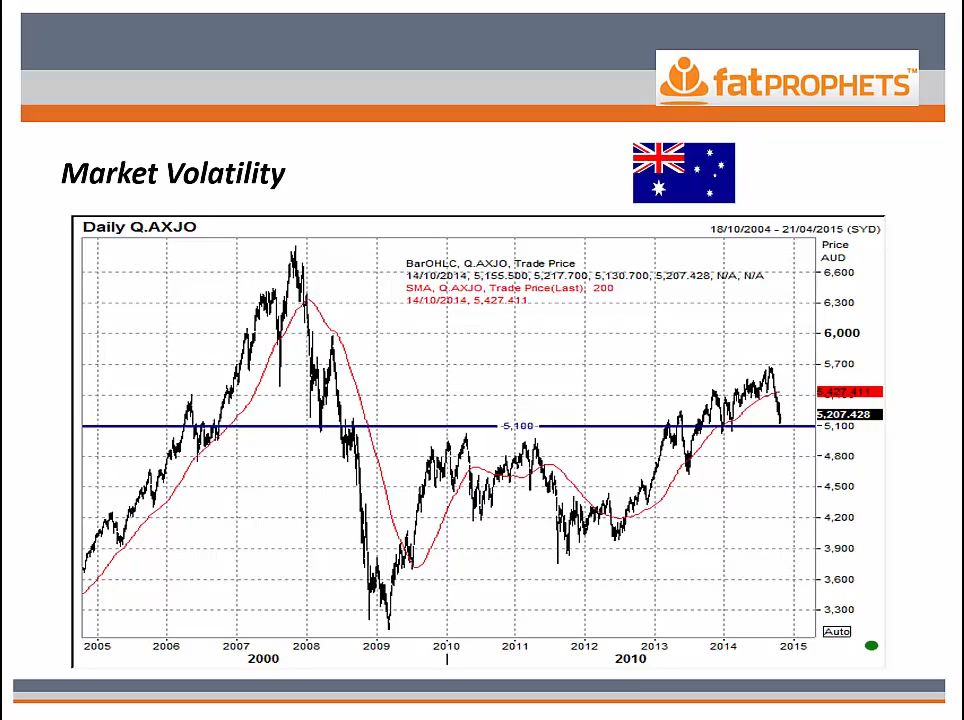 fatPROPHETS™
Market Volatility
Daily Q.AXJO
18/10/2004 - 21/04/2015 (SYD)
Price
AUD
BarOHLC, Q.AXJO, Trade Price
14/10/2014, 5,155.500, 5,217.700, 5,130.700, 5,207.428, N/A, N/A
SMA, Q.AXJO, Trade Price(Last), 200
14/10/2014, 5,427.411
6,600
6,300
6,000
5,700
5,427.411
5,207.428
5,100
5,100
4,800
4,500
4,200
3,900
3,600
3,300
Auto
2005 2006 2007 2008 2009 2010 2011 2012 2013 2014 2015
2000 2010